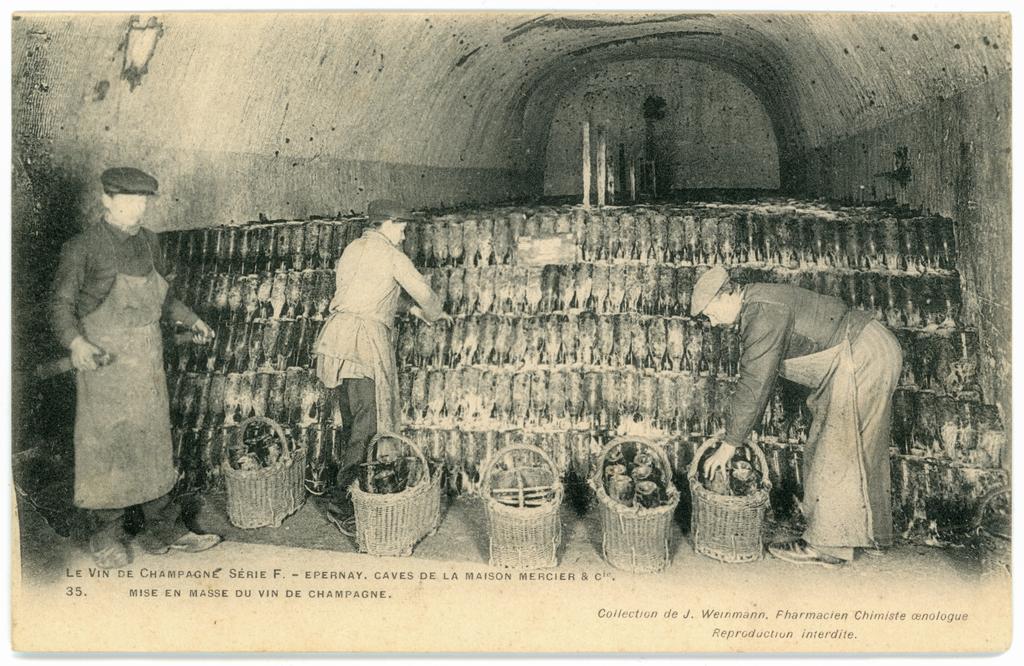 LE VIN DE CHAMPAGNE SÉRIE F. - EPERNAY. CAVES DE LA MAISON MERCIER & Cie.
35. MISE EN MASSE DU VIN DE CHAMPAGNE.
Collection de J. Weinmann, Pharmacien Chimiste œnologue
Reproduction interdite.